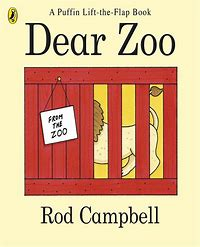 A Puffin Lift-the-Flap Book
Dear Zoo
FROM THE
ZOO
Rod Campbell